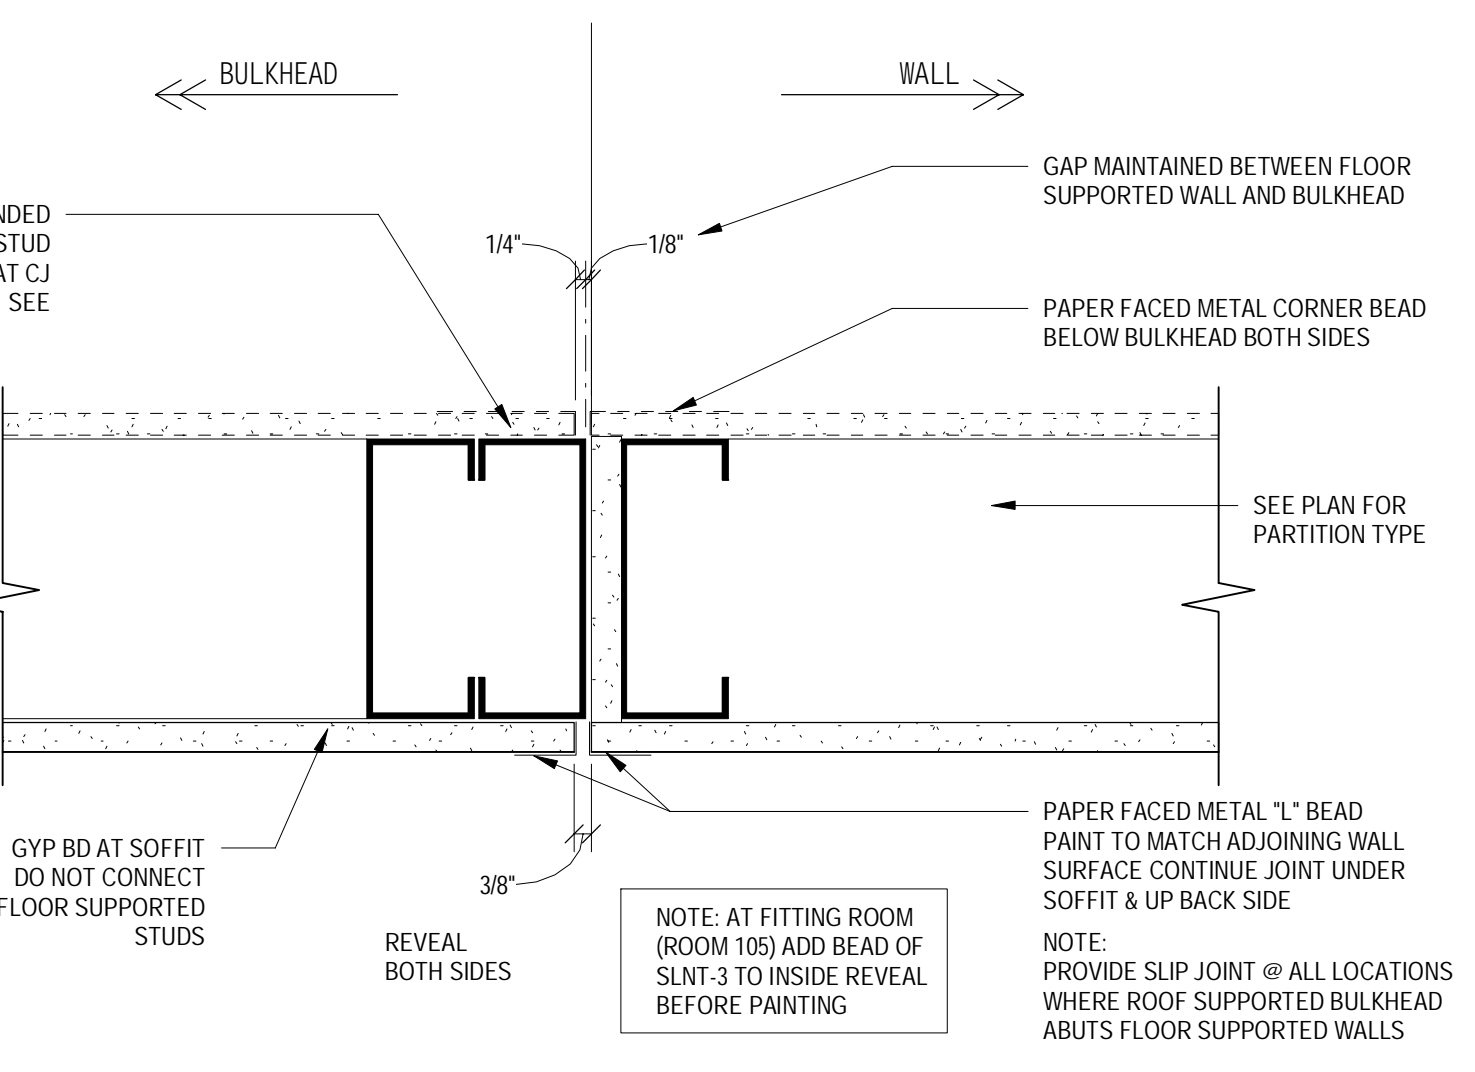 BULKHEAD
WALL
GAP MAINTAINED BETWEEN FLOOR
SUPPORTED WALL AND BULKHEAD
NDED
STUD
AT CJ
SEE
1/4"
1/8"
PAPER FACED METAL CORNER BEAD
BELOW BULKHEAD BOTH SIDES
SEE PLAN FOR
PARTITION TYPE
GYP BD AT SOFFIT
DO NOT CONNECT
FLOOR SUPPORTED
STUDS
3/8"
REVEAL
BOTH SIDES
NOTE: AT FITTING ROOM
(ROOM 105) ADD BEAD OF
SLNT-3 TO INSIDE REVEAL
BEFORE PAINTING
PAPER FACED METAL "L" BEAD
PAINT TO MATCH ADJOINING WALL
SURFACE CONTINUE JOINT UNDER
SOFFIT & UP BACK SIDE
NOTE:
PROVIDE SLIP JOINT @ ALL LOCATIONS
WHERE ROOF SUPPORTED BULKHEAD
ABUTS FLOOR SUPPORTED WALLS